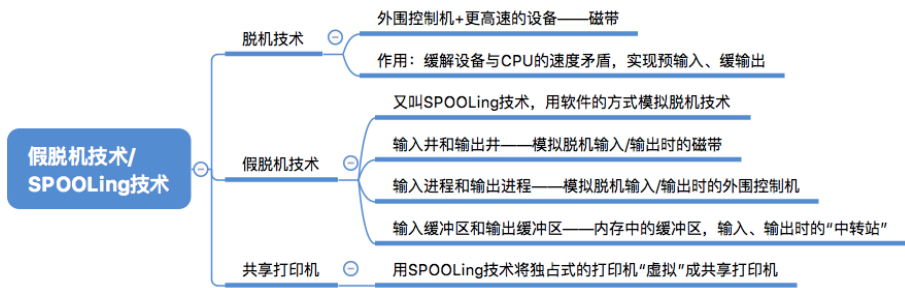 假脱机技术/
SPOOLing技术
脱机技术
外围控制机+更高速的设备——磁带
作用：缓解设备与CPU的速度矛盾，实现预输入、缓输出
假脱机技术
又叫SPOOLing技术，用软件的方式模拟脱机技术
输入井和输出井——模拟脱机输入/输出时的磁带
输入进程和输出进程——模拟脱机输入/输出时的外围控制机
输入缓冲区和输出缓冲区——内存中的缓冲区，输入、输出时的“中转站”
共享打印机
用SPOOLing技术将独占式的打印机“虚拟”成共享打印机